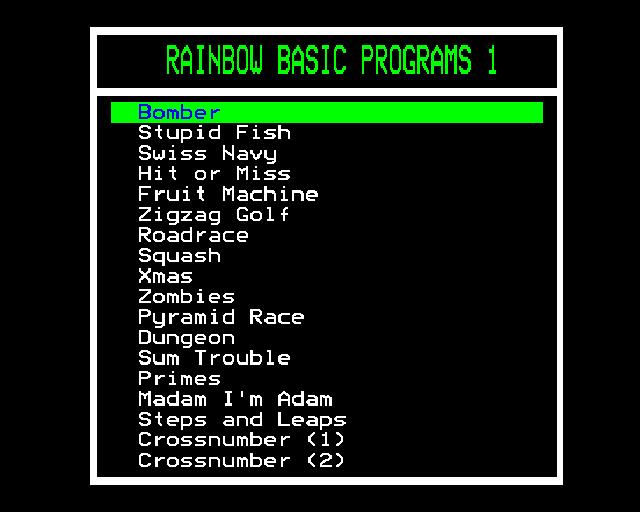 RAINBOW BASIC PROGRAMS 1
Bomber
Stupid Fish
Swiss Navy
Hit or Miss
Fruit Machine
Zigzag Golf
Roadrace
Squash
Xmas
Zombies
Pyramid Race
Dungeon
Sum Trouble
Primes
Madam I'm Adam
Steps and Leaps
Crossnumber (1)
Crossnumber (2)